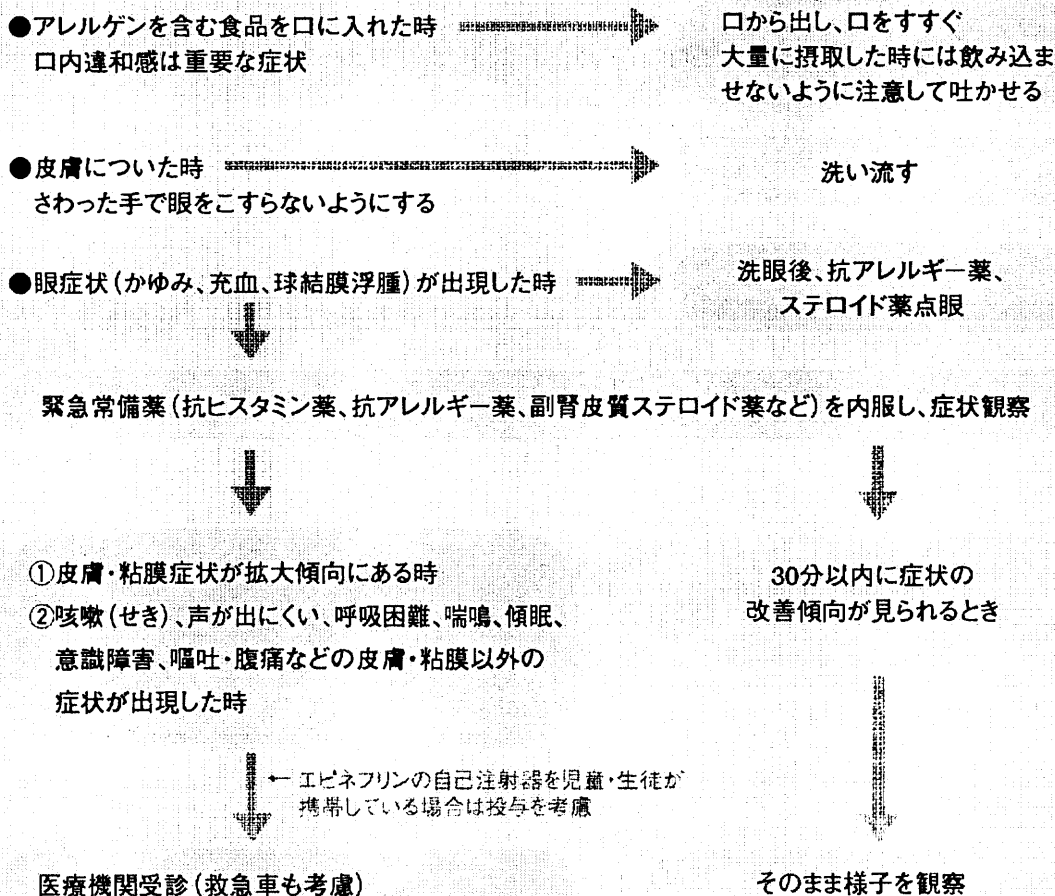 ●アレルゲンを含む食品を口に入れた時
口内違和感は重要な症状
口から出し、口をすすぐ
大量に摂取した時には飲み込ま
せないように注意して吐かせる
●皮膚についた時
さわった手で眼をこすらないようにする
洗い流す
●眼症状(かゆみ、充血、球結膜浮腫)が出現した時
洗眼後、抗アレルギー薬、
ステロイド薬点眼
緊急常備薬(抗ヒスタミン薬、抗アレルギー薬、副腎皮質ステロイド薬など)を内服し、症状観察
①皮膚・粘膜症状が拡大傾向にある時
②咳嗽(せき)、声が出にくい、呼吸困難、喘鳴、傾眠、
意識障害、嘔吐・腹痛などの皮膚・粘膜以外の
症状が出現した時
30分以内に症状の
改善傾向が見られるとき
← エピネフリンの自己注射器を児童・生徒が
携帯している場合は投与を考慮
医療機関受診(救急車も考慮)
そのまま様子を観察